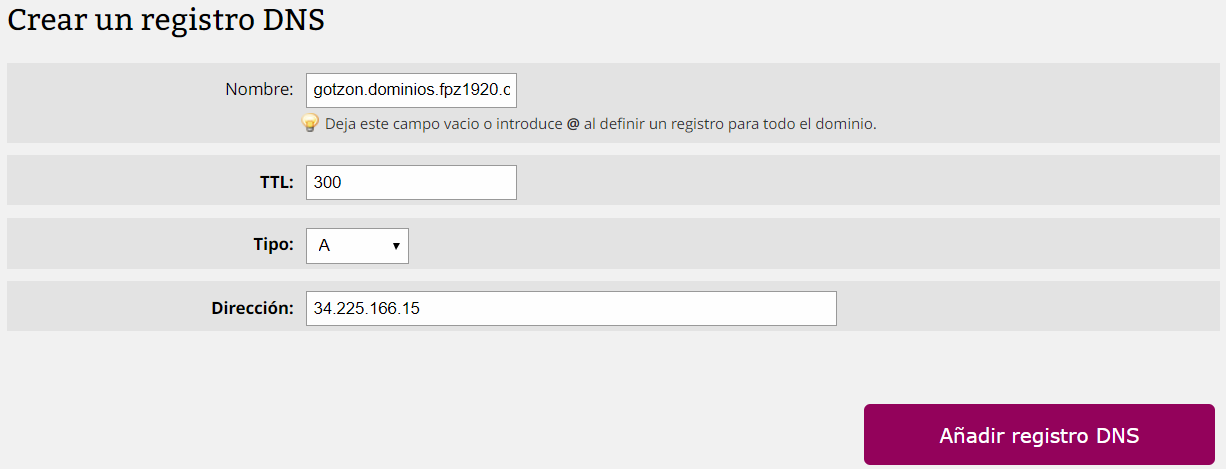 Crear un registro DNS
Nombre: gotzon.dominios.fpz1920.c
Deja este campo vacio o introduce @ al definir un registro para todo el dominio.
TTL: 300
Tipo: A
Dirección: 34.225.166.15
Añadir registro DNS